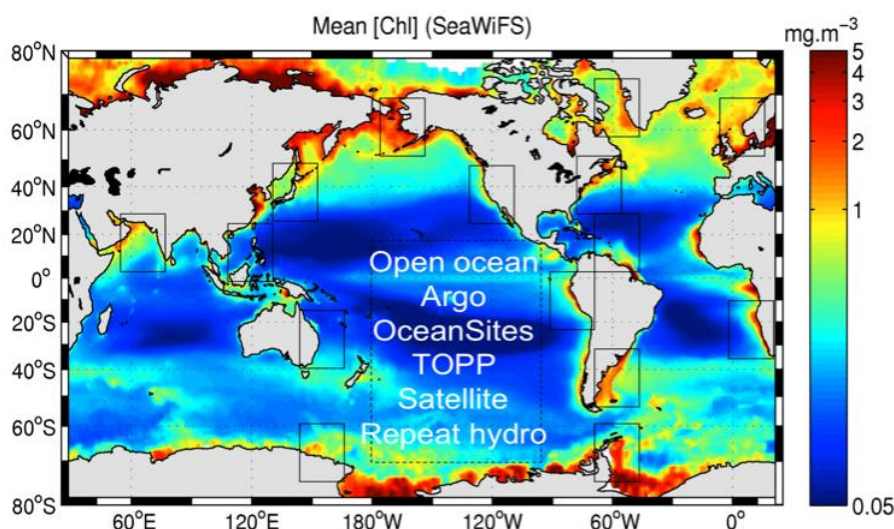 Mean [Chl] (SeaWiFS)
mg.m⁻³
80°N
60°N
40°N
20°N
0°
20°S
40°S
60°S
80°S
Open ocean
Argo
OceanSites
TOPP
Satellite
Repeat hydro
60°E 120°E 180°W 120°W 60°W 0°
5
4
3
2
1
0.05